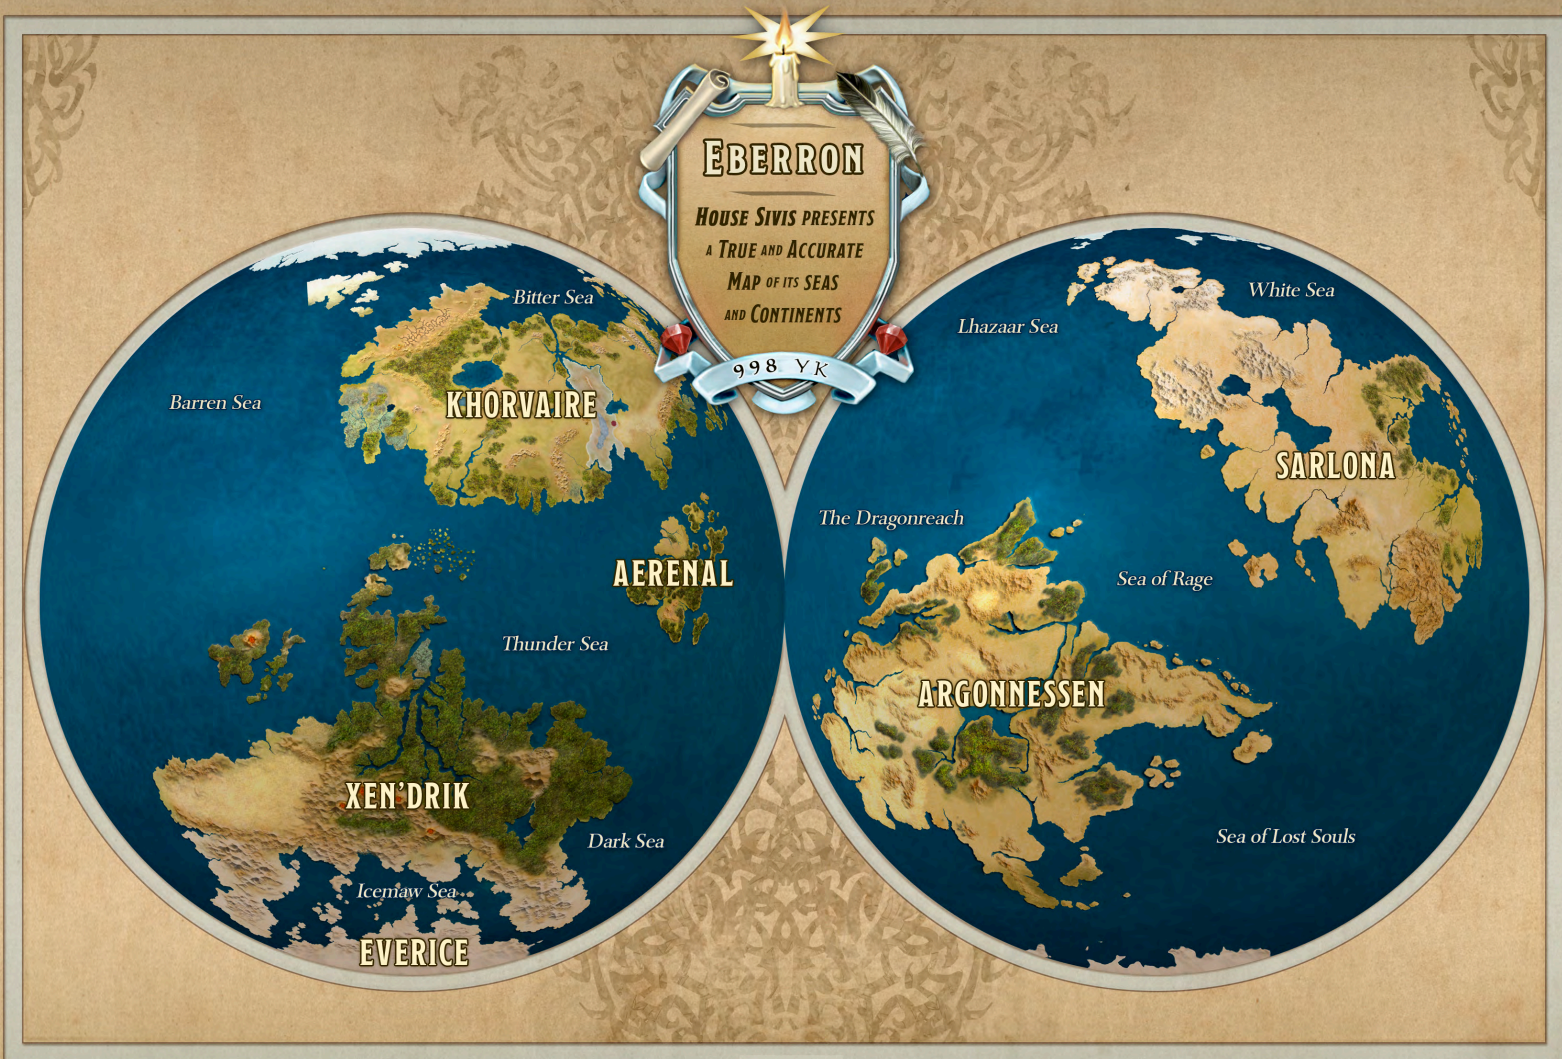 EBERRON
HOUSE SIVIS PRESENTS
A TRUE AND ACCURATE
MAP OF ITS SEAS
AND CONTINENTS
998 YK
Bitter Sea
Barren Sea
KHORVAIRE
AERENAL
Thunder Sea
XEN'DRIK
Dark Sea
Icemaw Sea
EVERICE
White Sea
Lhazaar Sea
SARLONA
The Dragonreach
Sea of Rage
ARGONNESSEN
Sea of Lost Souls